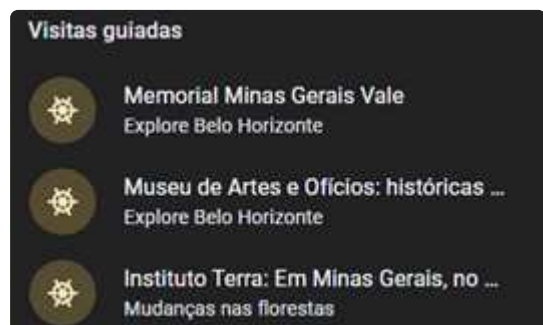 Visitas guiadas
Memorial Minas Gerais Vale
Explore Belo Horizonte
Museu de Artes e Ofícios: históricas ...
Explore Belo Horizonte
Instituto Terra: Em Minas Gerais, no ...
Mudanças nas florestas